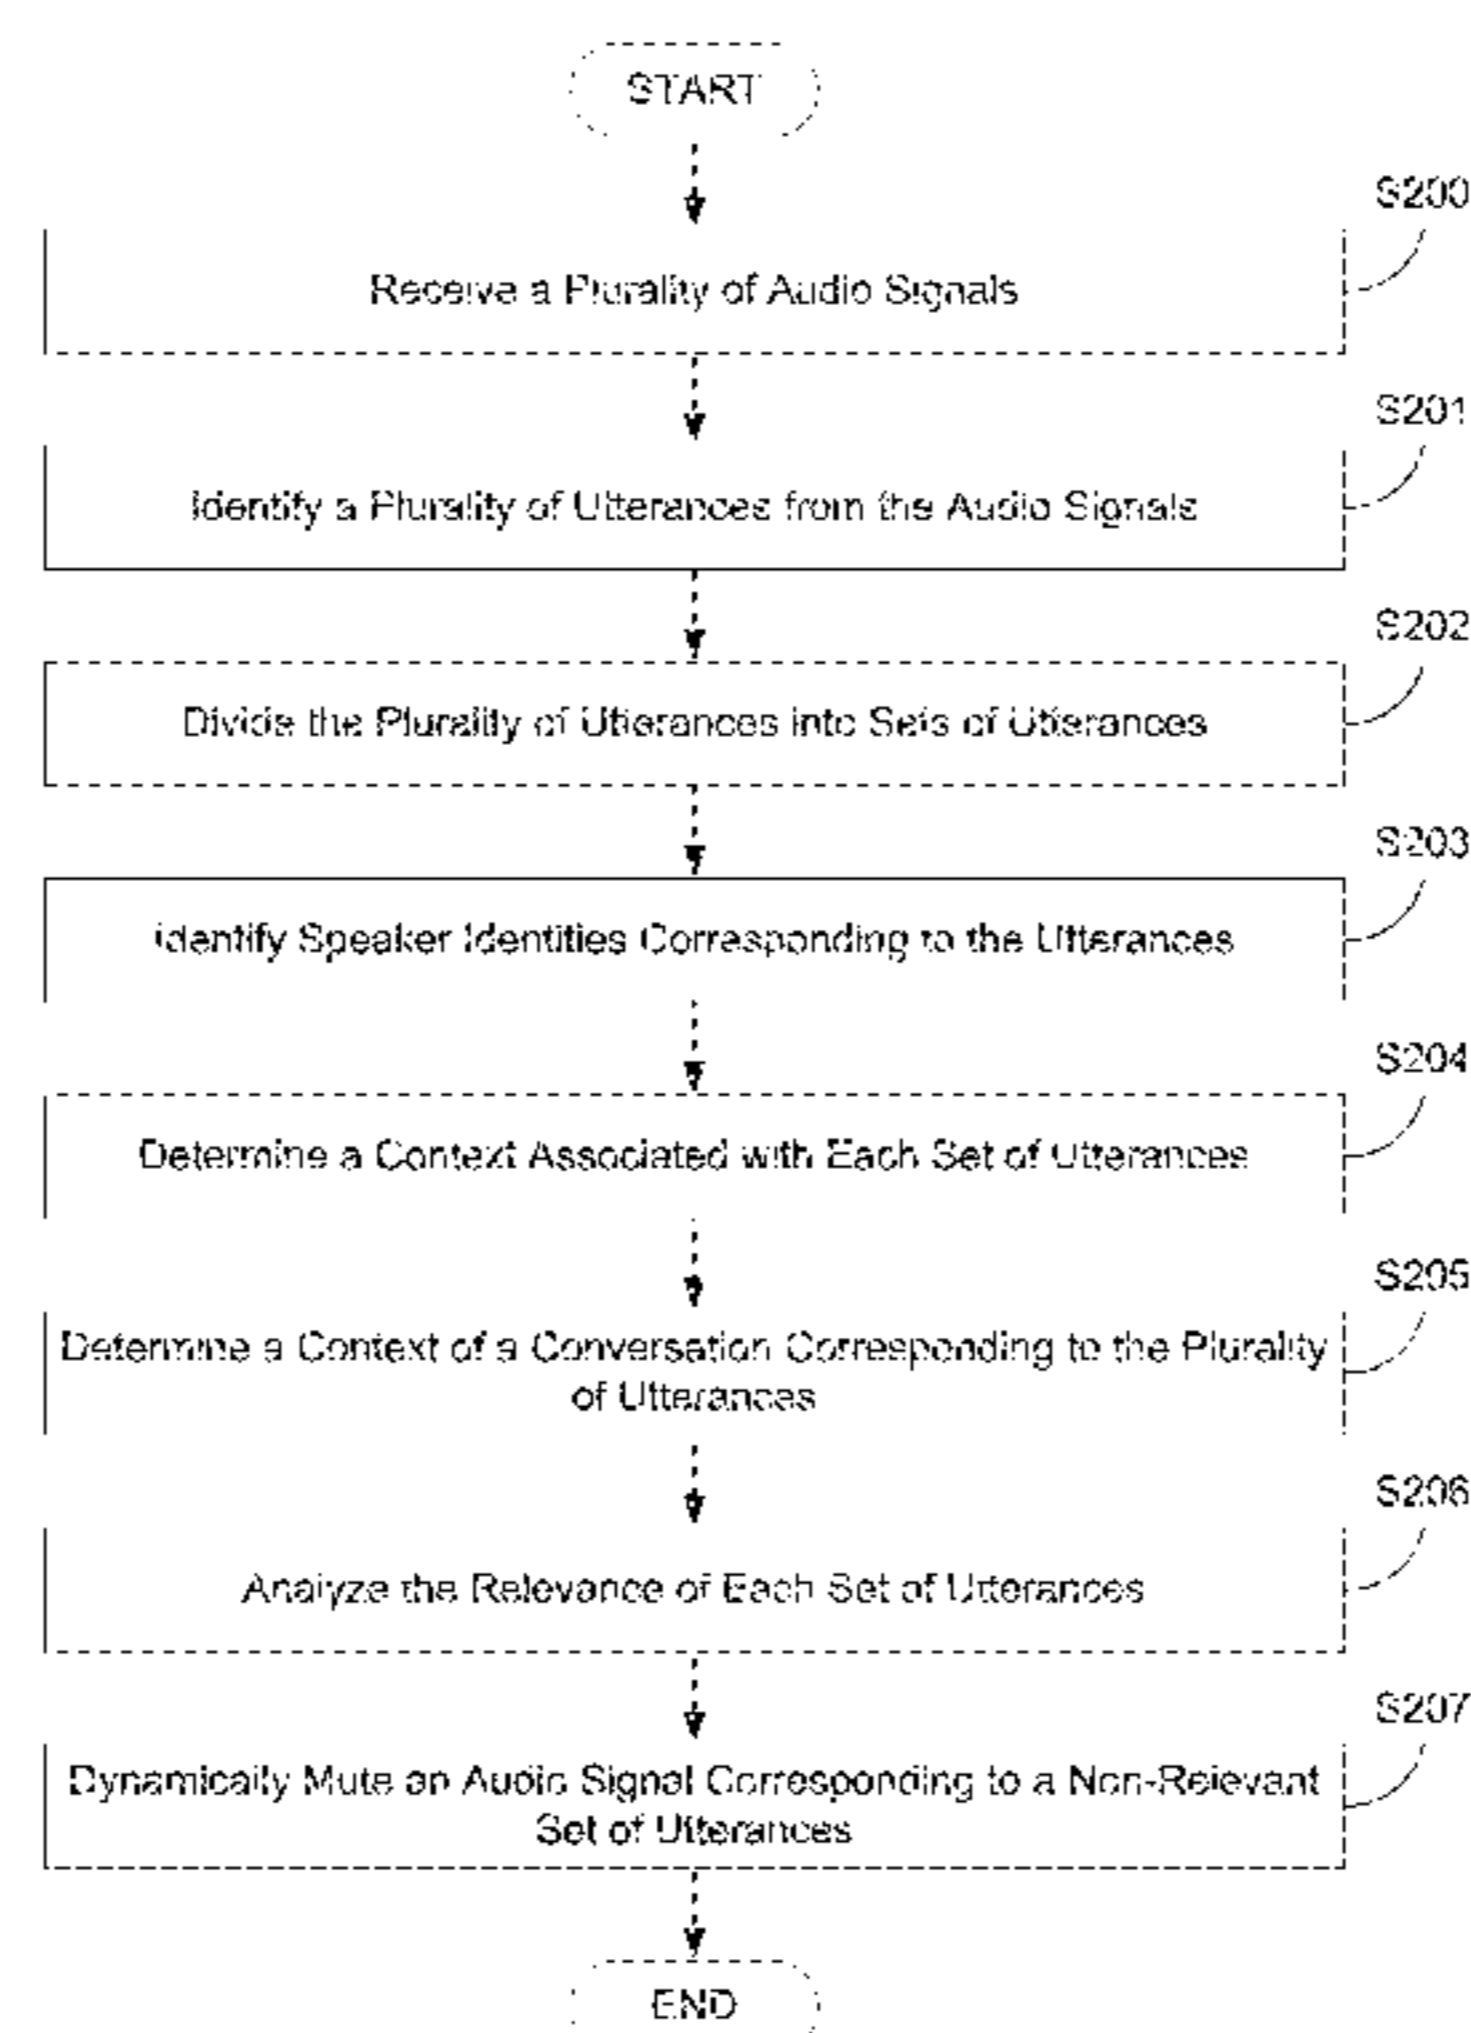 START
S200
Receive a Plurality of Audio Signals
S201
Identify a Plurality of Utterances from the Audio Signals
S202
Divide the Plurality of Utterances into Sets of Utterances
S203
Identify Speaker Identities Corresponding to the Utterances
S204
Determine a Context Associated with Each Set of Utterances
S205
Determine a Context of a Conversation Corresponding to the Plurality
of Utterances
S206
Analyze the Relevance of Each Set of Utterances
S207
Dynamically Mute an Audio Signal Corresponding to a Non-Relevant
Set of Utterances
END